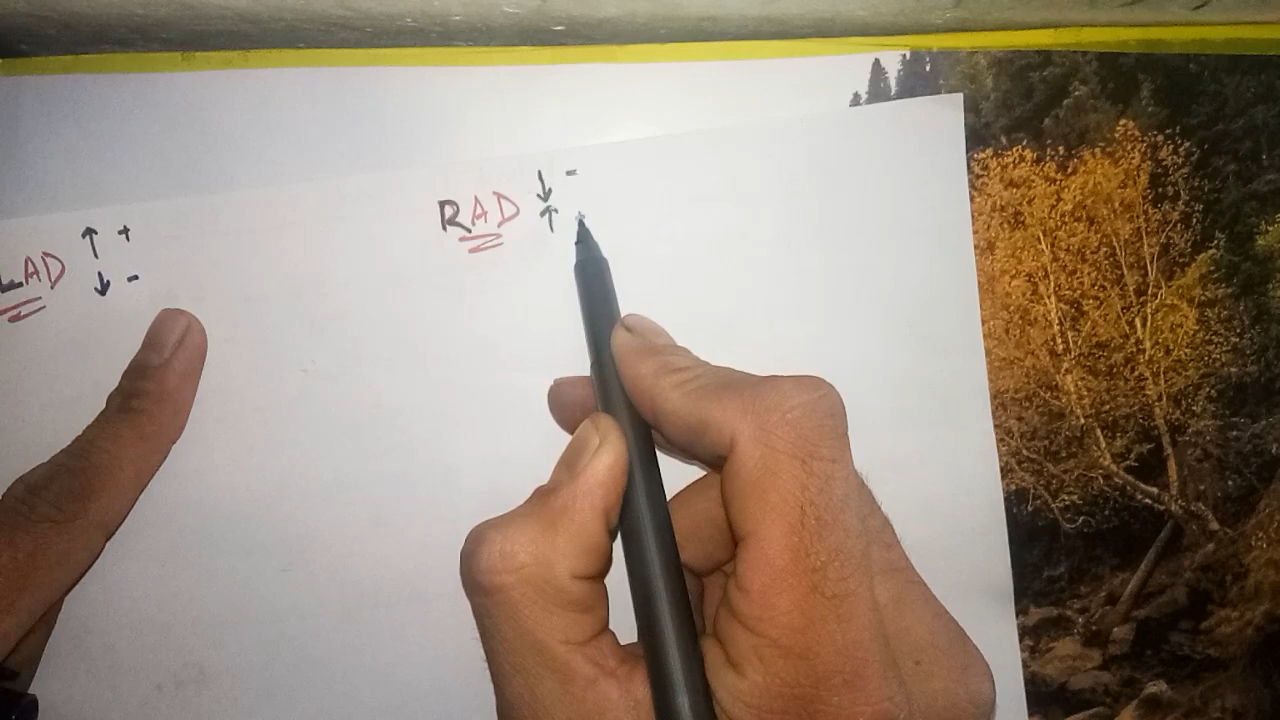 LAD ↑ +
↓ -
RAD ↓ -
↑ +